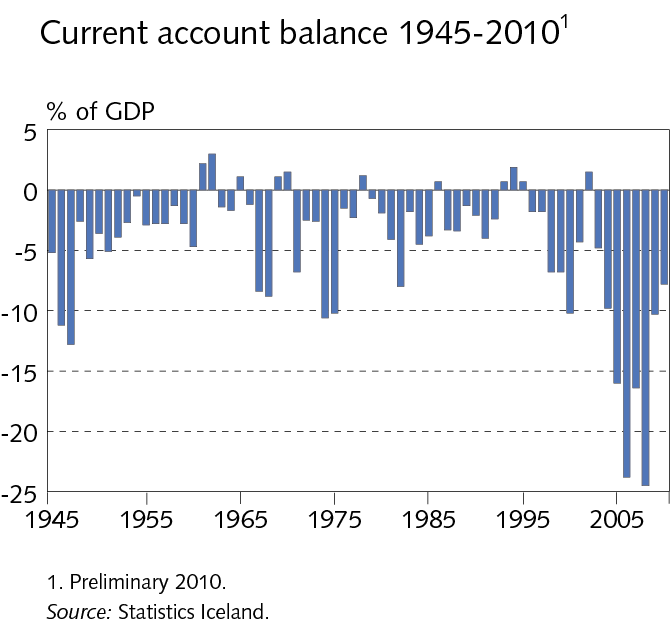 Current account balance 1945-2010¹
% of GDP
5
0
-5
-10
-15
-20
-25
1945 1955 1965 1975 1985 1995 2005
1. Preliminary 2010.
Source: Statistics Iceland.